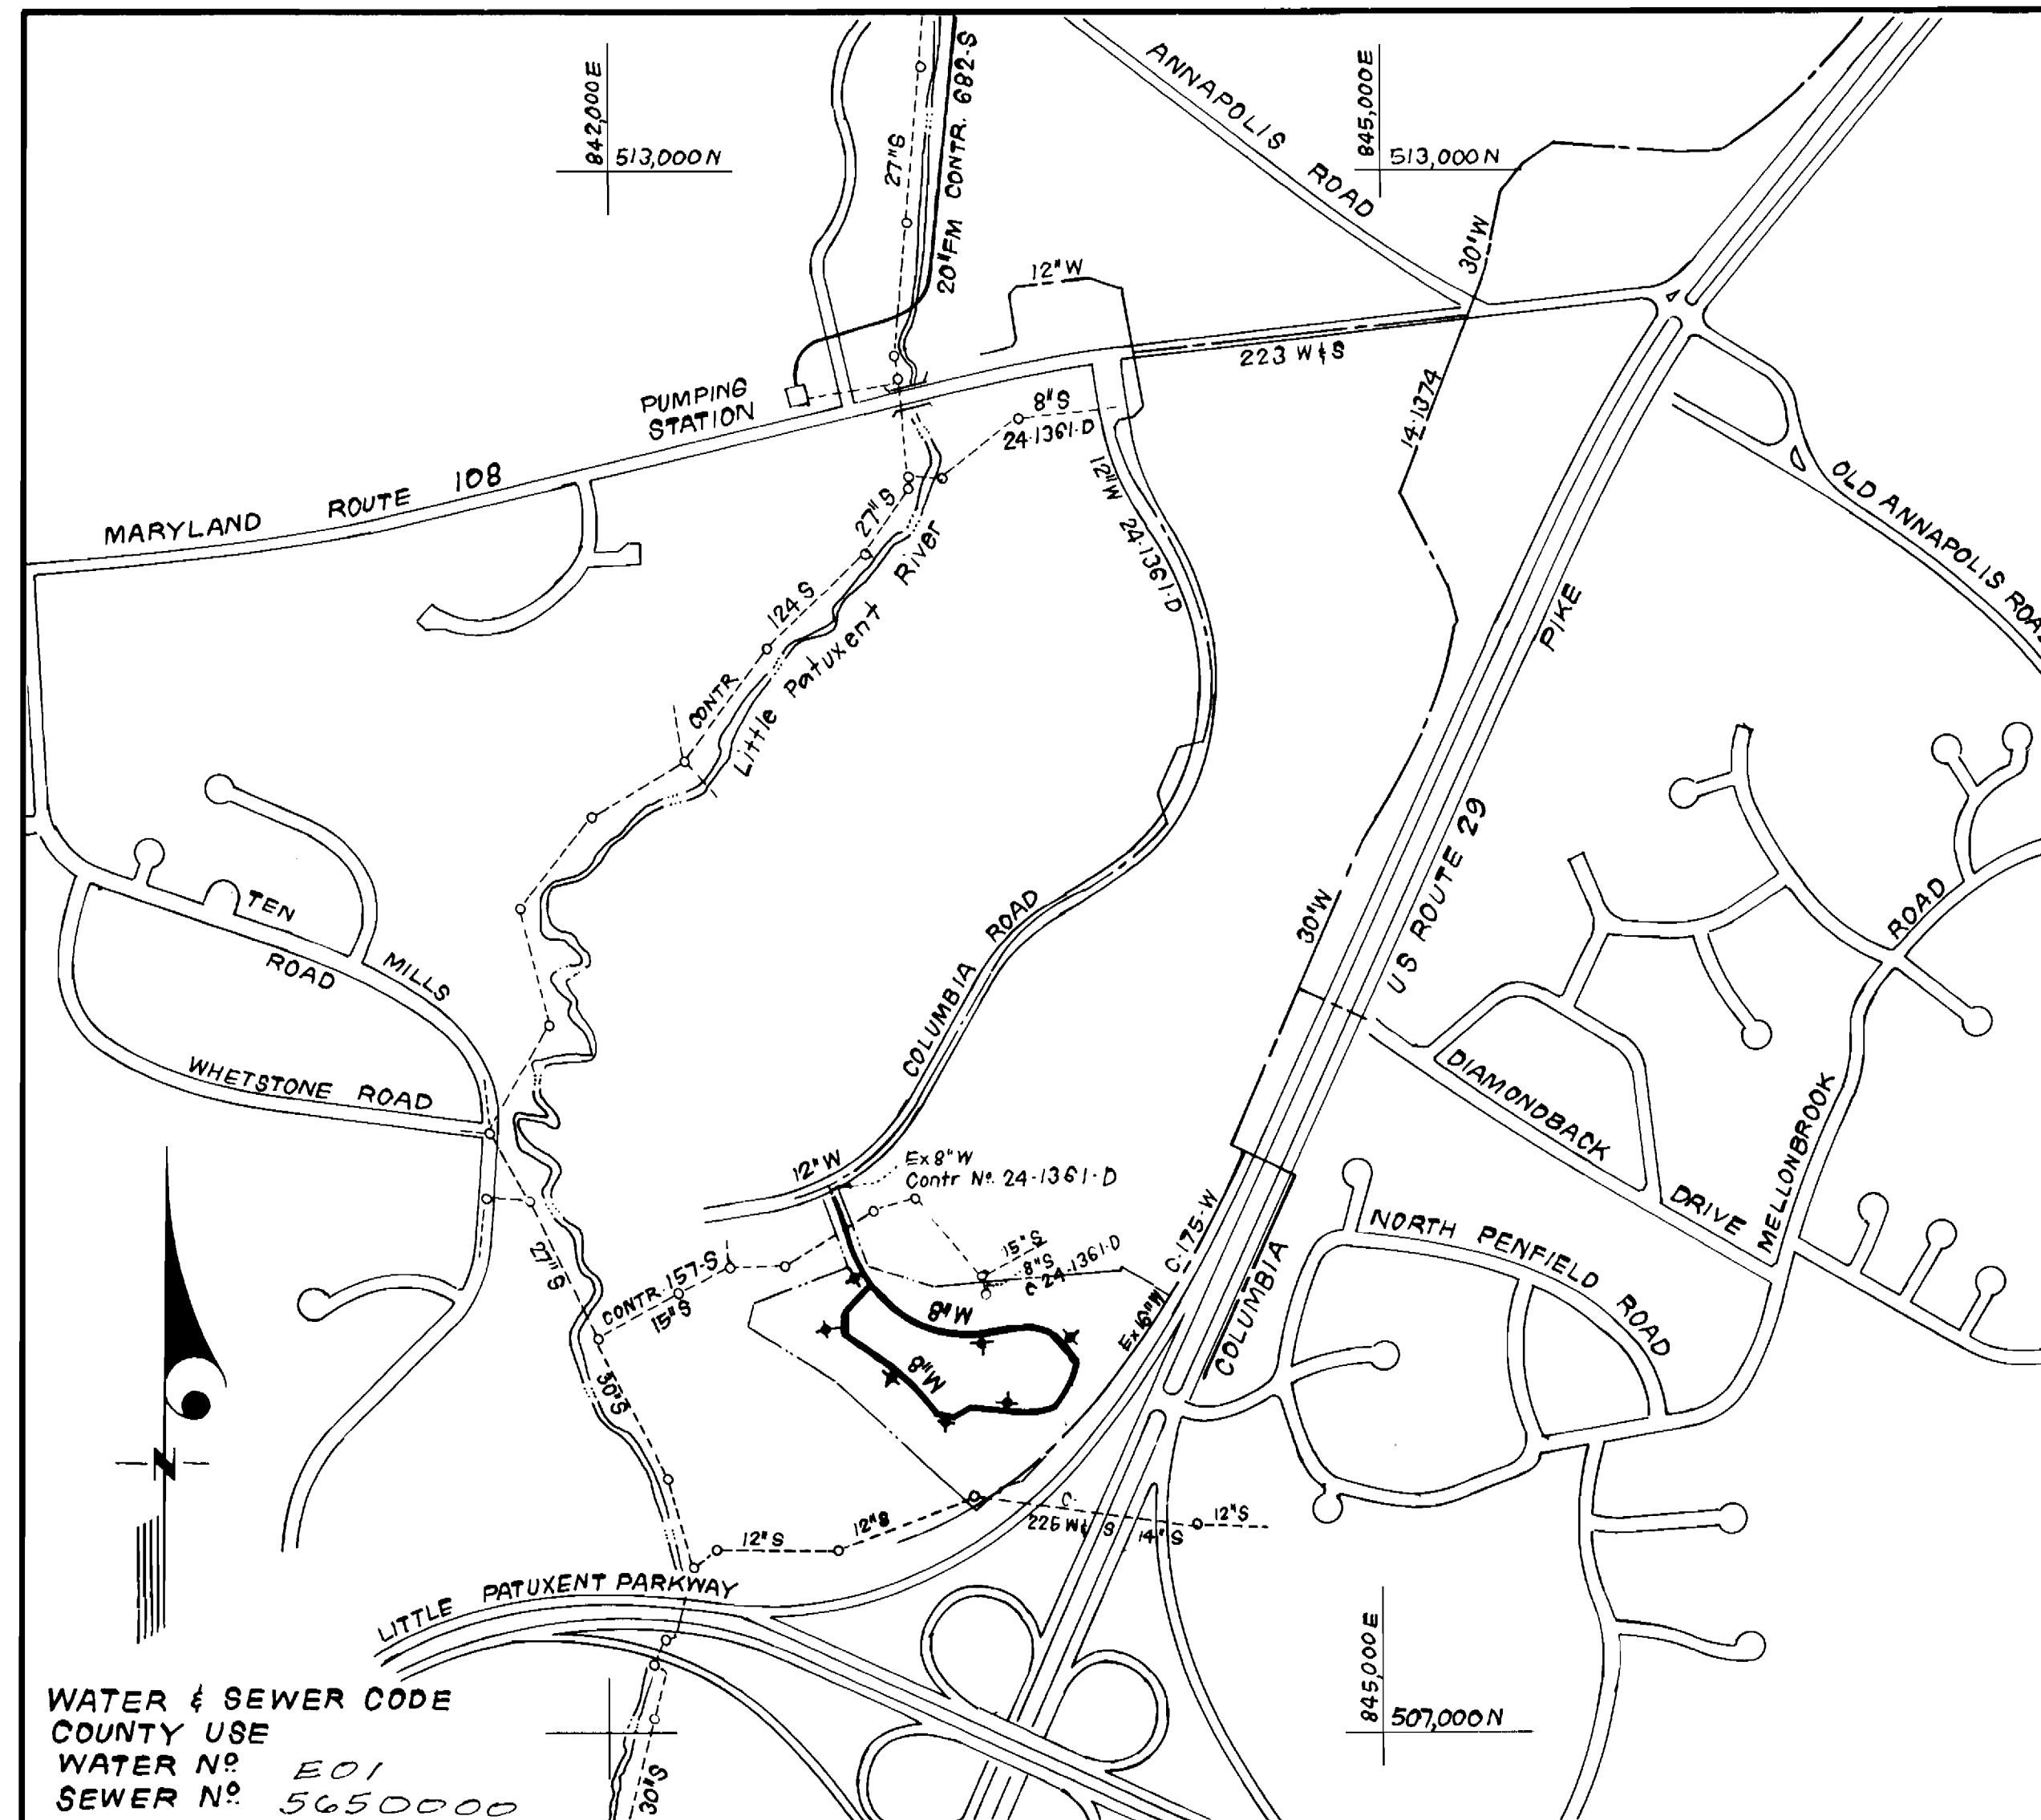 842,000E
513,000N
27"S
20"FM CONTR. 682-S
ANNAPOLIS ROAD
845,000E
513,000N
30"W
12"W
223 W&S
PUMPING
STATION
8"S
24-1361-D
14-1374
MARYLAND ROUTE 108
12"W 24-1361-D
27"S
OLD ANNAPOLIS ROAD
CONTR 124 S
Little Patuxent River
PIKE
US ROUTE 29
30"W
ROAD
TEN MILLS
ROAD
COLUMBIA ROAD
WHETSTONE ROAD
DIAMONDBACK DRIVE
MELLONBROOK
12"W
Ex 8"W
Contr Nº 24-1361-D
C-175-W
NORTH PENFIELD ROAD
27"S
CONTR. 157-S
15"S
15"S
8"S
C 24-1361-D
8"W
8"W
Ex 16"W
COLUMBIA
30"S
N
12"S
12"S
C.
226 W& S
14"S
12"S
LITTLE PATUXENT PARKWAY
845,000E
507,000N
30"S
WATER & SEWER CODE
COUNTY USE
WATER Nº E01
SEWER Nº 5650000